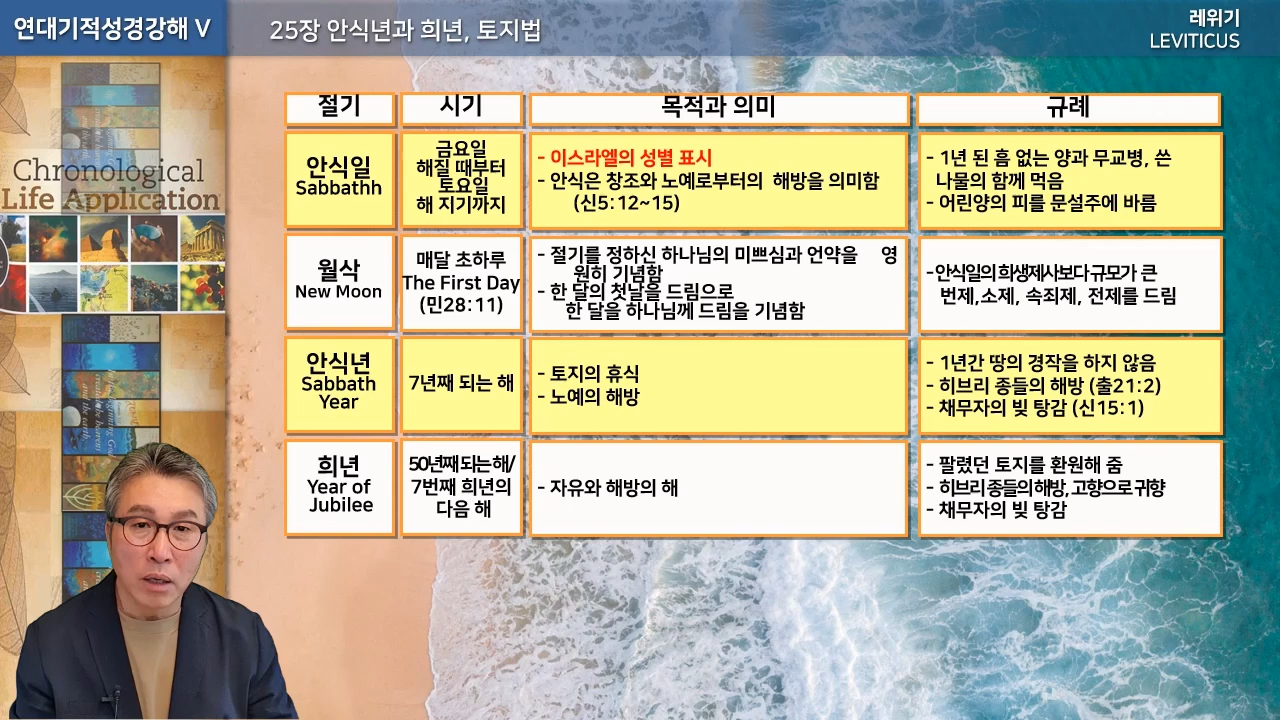 연대기적성경강해 V
25장 안식년과 희년, 토지법
레위기
LEVITICUS
Chronological
Life Application
절기
시기
목적과 의미
규례
안식일
Sabbathh
금요일
해질 때부터
토요일
해 지기까지
- 이스라엘의 성별 표시
- 안식은 창조와 노예로부터의 해방을 의미함
(신5:12~15)
- 1년 된 흠 없는 양과 무교병, 쓴
나물의 함께 먹음
- 어린양의 피를 문설주에 바름
월삭
New Moon
매달 초하루
The First Day
(민28:11)
- 절기를 정하신 하나님의 미쁘심과 언약을 영
원히 기념함
- 한 달의 첫날을 드림으로
한 달을 하나님께 드림을 기념함
-안식일의 희생제사보다 규모가 큰
번제,소제, 속죄제, 전제를 드림
안식년
Sabbath
Year
7년째 되는 해
- 토지의 휴식
- 노예의 해방
- 1년간 땅의 경작을 하지 않음
- 히브리 종들의 해방 (출21:2)
- 채무자의 빚 탕감 (신15:1)
희년
Year of
Jubilee
50년째 되는 해/
7번째 희년의
다음 해
- 자유와 해방의 해
- 팔렸던 토지를 환원해 줌
- 히브리 종들의 해방, 고향으로 귀향
- 채무자의 빚 탕감